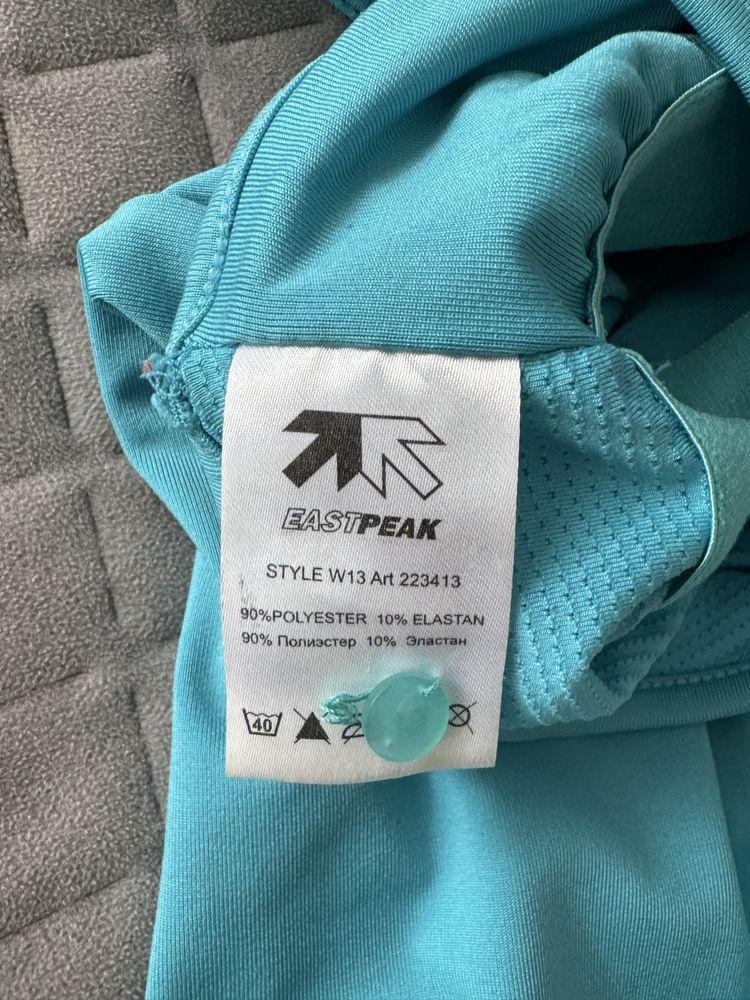 EASTPEAK
STYLE W13 Art 223413
90%POLYESTER 10% ELASTAN
90% Полиэстер 10% Эластан
40